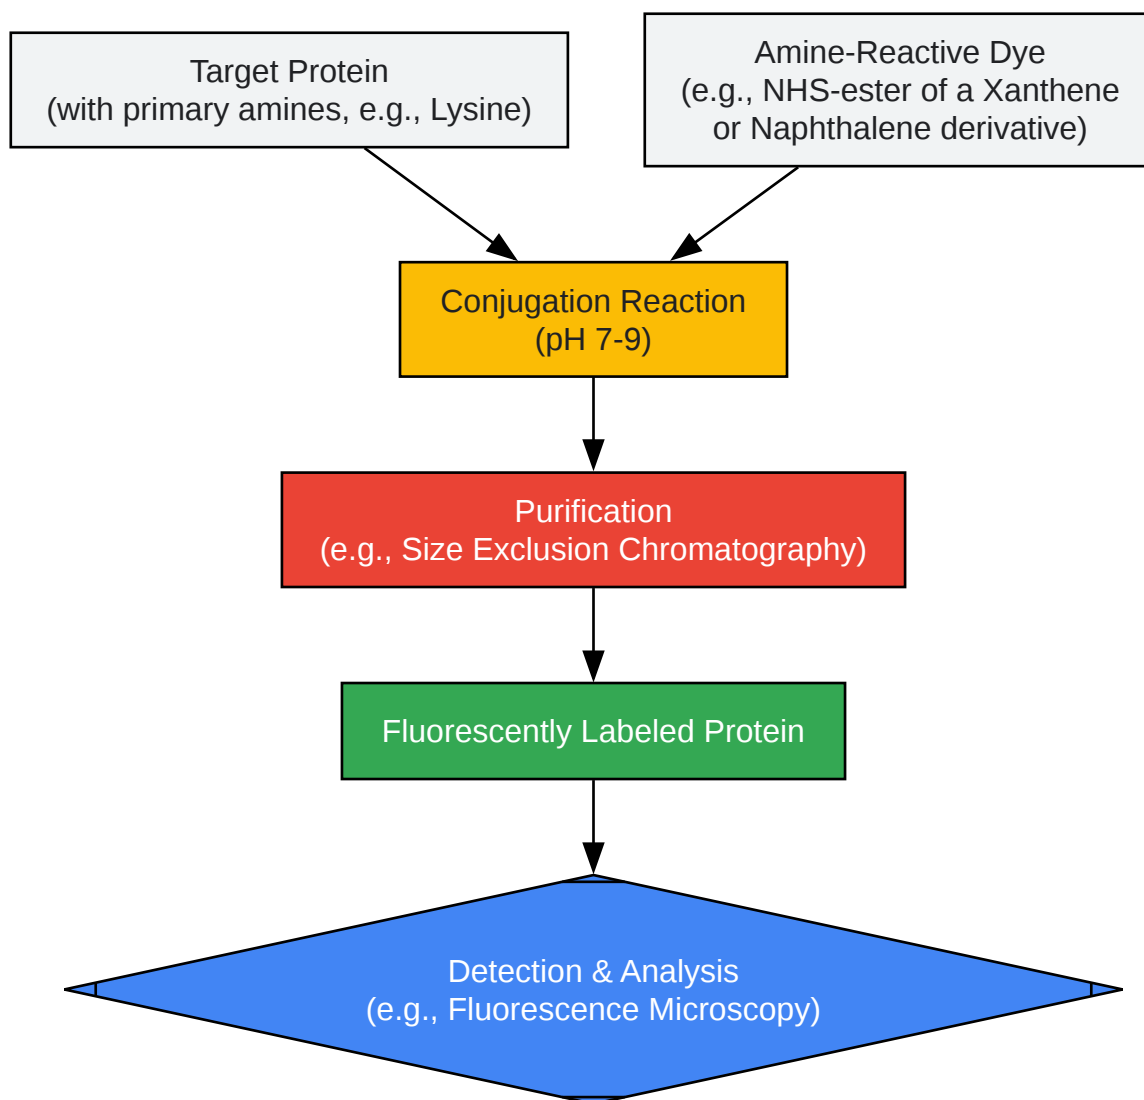 Target Protein
(with primary amines, e.g., Lysine)
Amine-Reactive Dye
(e.g., NHS-ester of a Xanthene
or Naphthalene derivative)
Conjugation Reaction
(pH 7-9)
Purification
(e.g., Size Exclusion Chromatography)
Fluorescently Labeled Protein
Detection & Analysis
(e.g., Fluorescence Microscopy)